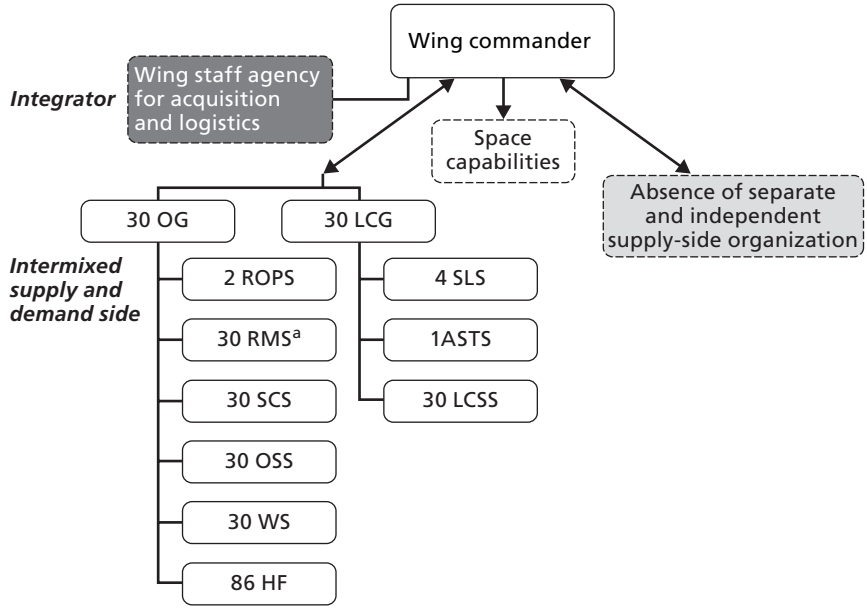 Wing commander
Integrator
Wing staff agency
for acquisition
and logistics
Space
capabilities
Absence of separate
and independent
supply-side organization
30 OG
30 LCG
Intermixed
supply and
demand side
2 ROPS
4 SLS
30 RMSᵃ
1ASTS
30 SCS
30 LCSS
30 OSS
30 WS
86 HF